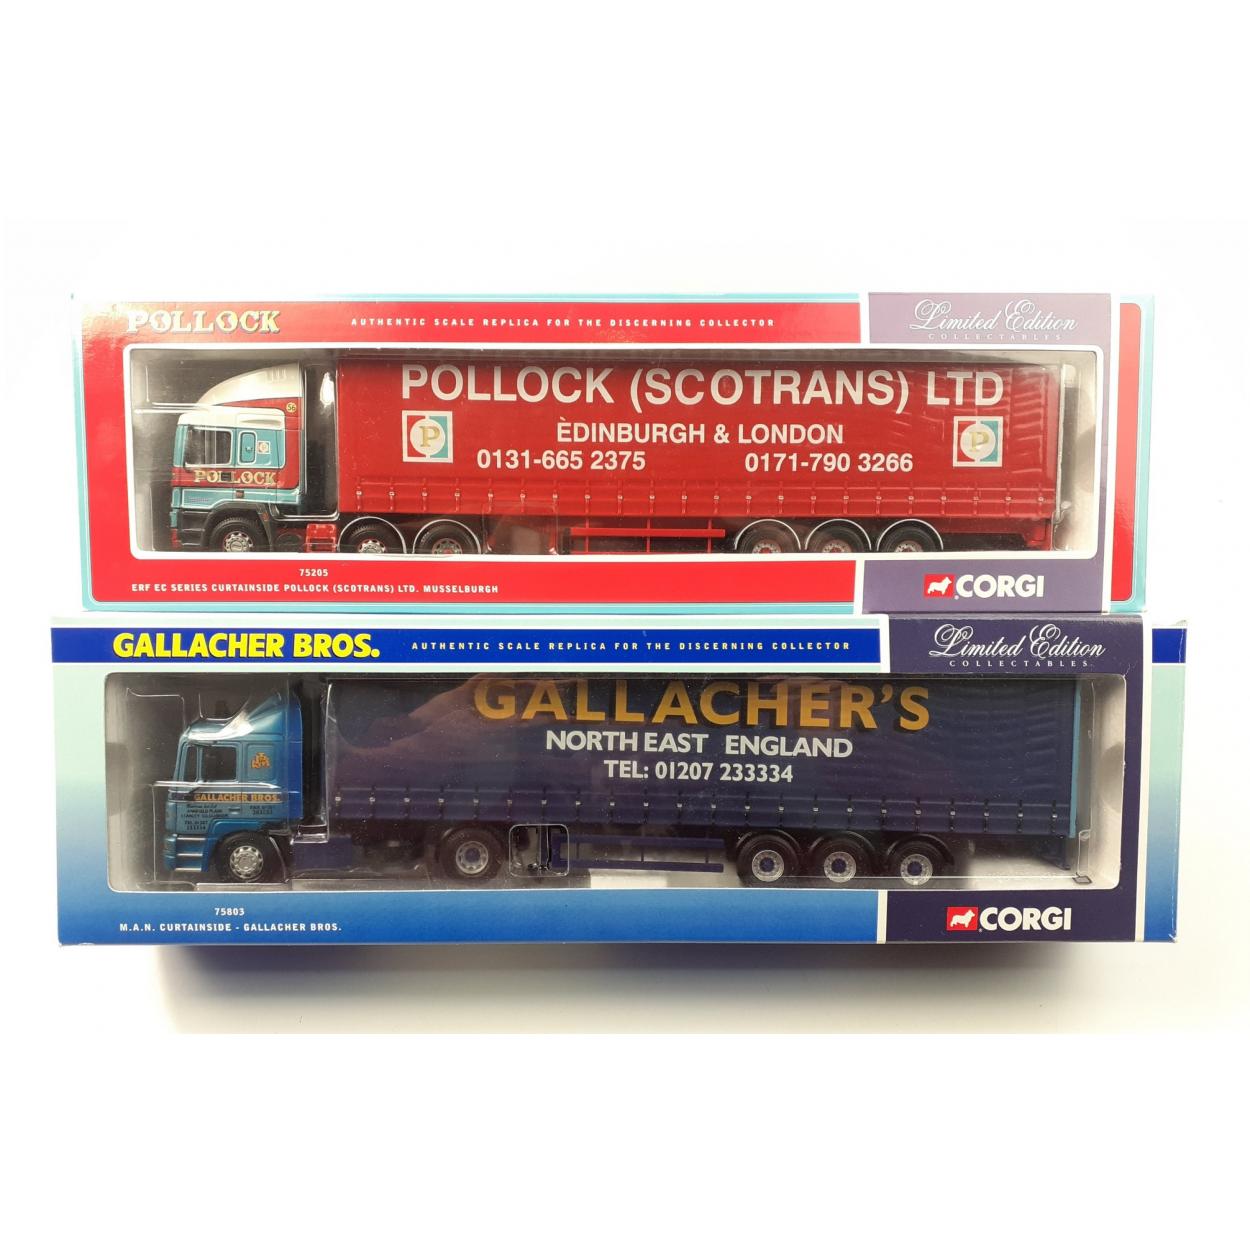 POLLOCK
AUTHENTIC SCALE REPLICA FOR THE DISCERNING COLLECTOR
Limited Edition
COLLECTABLES
56
POLLOCK (SCOTRANS) LTD
P
EDINBURGH & LONDON
P
0131-665 2375 0171-790 3266
POLLOCK
75205
ERF EC SERIES CURTAINSIDE POLLOCK (SCOTRANS) LTD. MUSSELBURGH
CORGI
GALLACHER BROS.
AUTHENTIC SCALE REPLICA FOR THE DISCERNING COLLECTOR
Limited Edition
COLLECTABLES
GALLACHER'S
NORTH EAST ENGLAND
TEL: 01207 233334
GALLACHER BROS.
75803
M.A.N. CURTAINSIDE - GALLACHER BROS.
CORGI